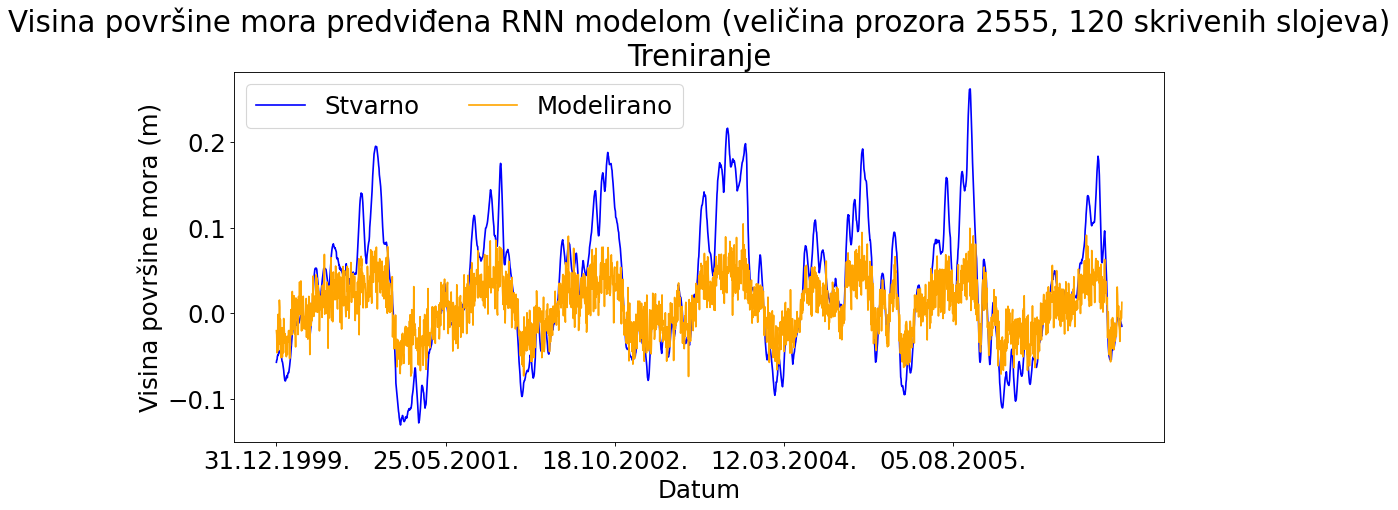 Visina površine mora predviđena RNN modelom (veličina prozora 2555, 120 skrivenih slojeva)
Treniranje
Stvarno Modelirano
Visina površine mora (m)
0.2
0.1
0.0
−0.1
31.12.1999. 25.05.2001. 18.10.2002. 12.03.2004. 05.08.2005.
Datum